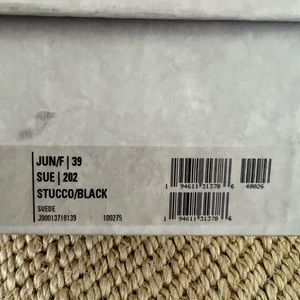 JUN/F | 39
SUE | 202
STUCCO/BLACK
SUEDE
J00013718139 100275
1 94611 31378 6 40026
1 94611 31378 6